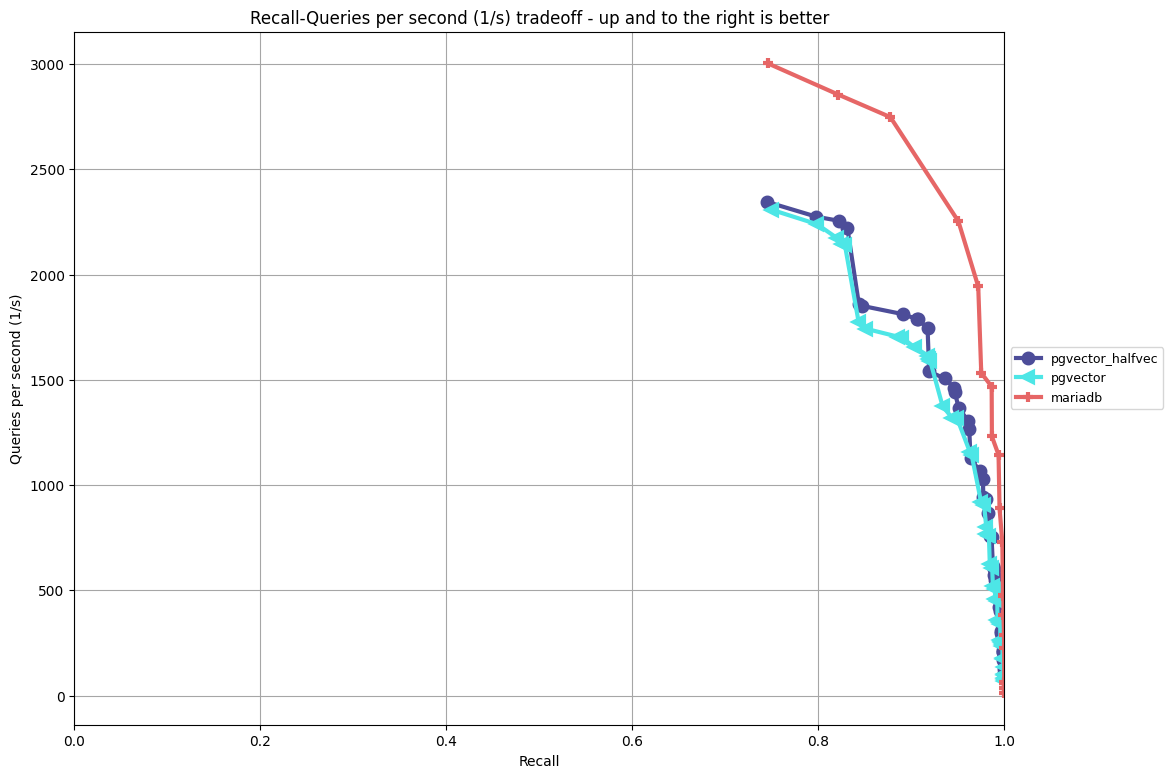 Recall-Queries per second (1/s) tradeoff - up and to the right is better
3000
2500
2000
1500
1000
500
0
Queries per second (1/s)
0.0 0.2 0.4 0.6 0.8 1.0
Recall
pgvector_halfvec
pgvector
mariadb